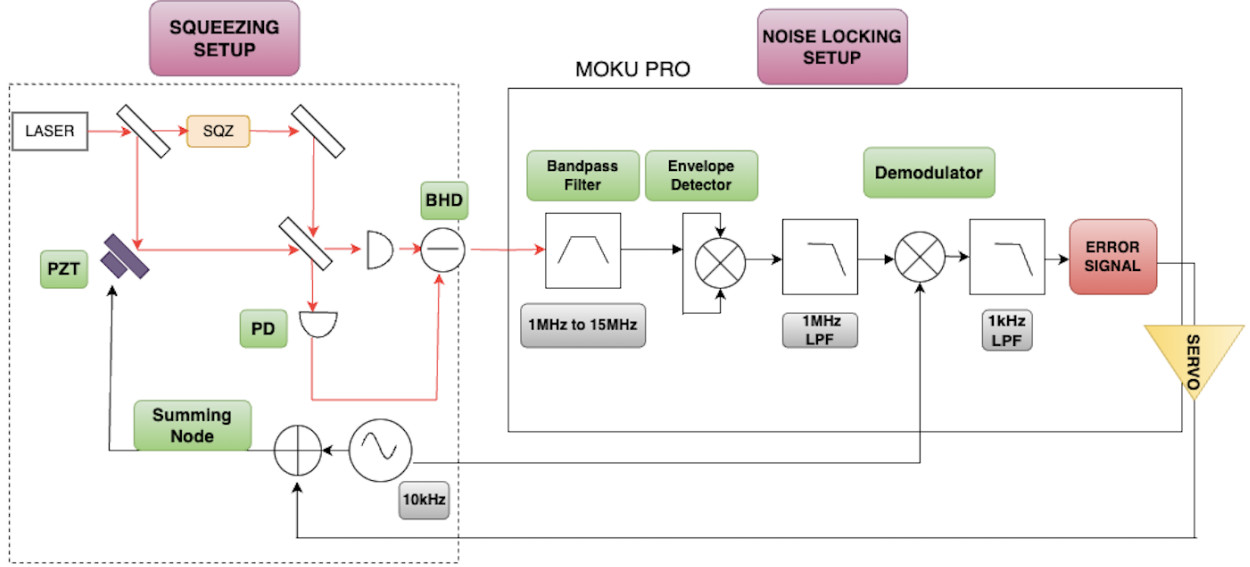 SQUEEZING
SETUP
NOISE LOCKING
SETUP
MOKU PRO
LASER
SQZ
BHD
PZT
PD
Bandpass
Filter
Envelope
Detector
Demodulator
ERROR
SIGNAL
1MHz to 15MHz
1MHz
LPF
1kHz
LPF
SERVO
Summing
Node
10kHz